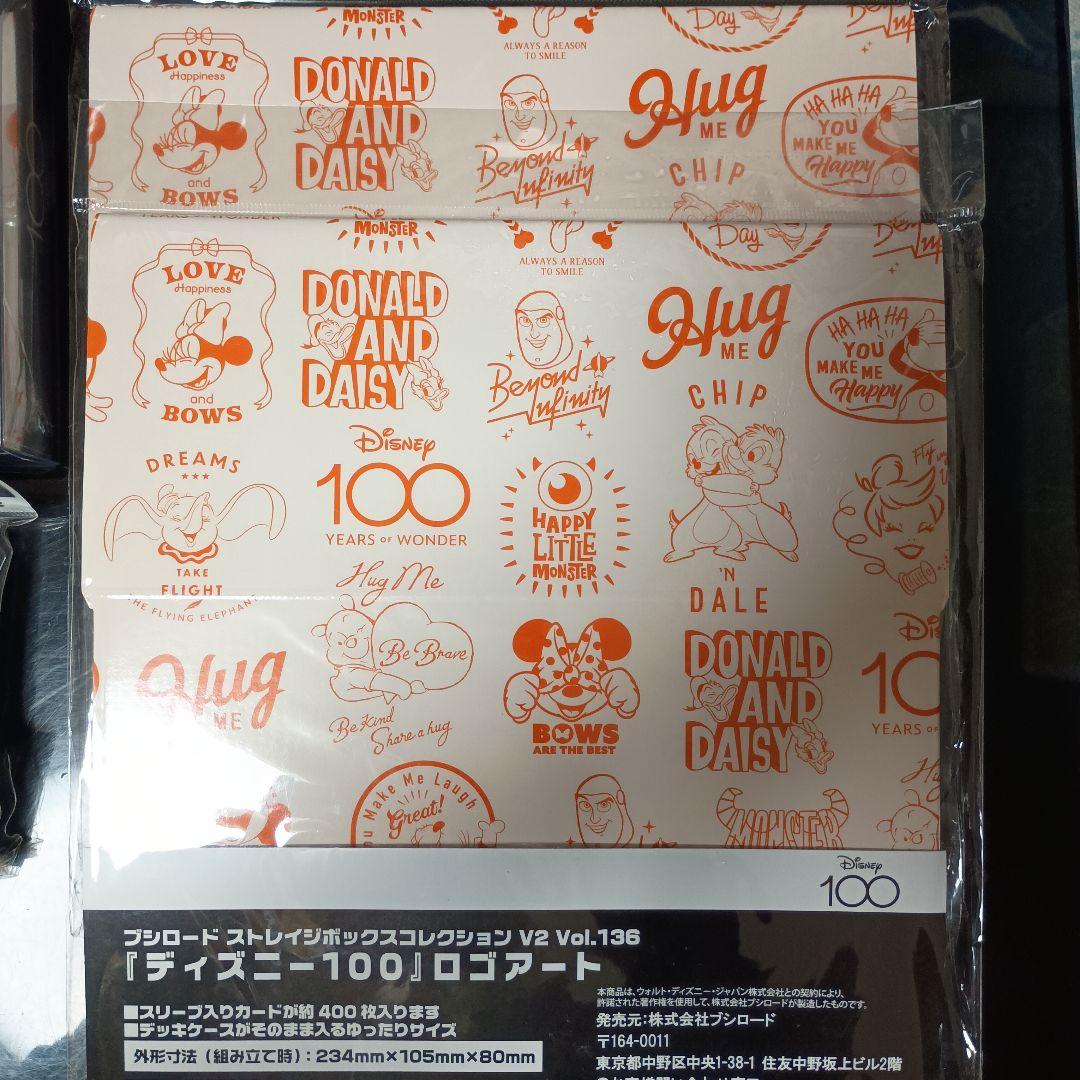 MONSTER
ALWAYS A REASON
TO SMILE
Day
LOVE
Happiness
and
BOWS
DONALD
AND
DAISY
Beyond
Infinity
Hug
ME
CHIP
HA HA HA
YOU
MAKE ME
Happy
100
YEARS OF WONDER
MONSTER
ALWAYS A REASON
TO SMILE
Day
LOVE
Happiness
and
BOWS
DONALD
AND
DAISY
Beyond
Infinity
Hug
ME
CHIP
HA HA HA
YOU
MAKE ME
Happy
DREAMS
TAKE
FLIGHT
THE FLYING ELEPHANT
Disney
100
YEARS OF WONDER
HAPPY
LITTLE
MONSTER
'N
DALE
Fly
Hug Me
Be Brave
Be Kind
Share a hug
Hug
ME
BOWS
ARE THE BEST
DONALD
AND
DAISY
Dis
10
YEARS OF
Hug
You Make Me Laugh
Great!
MONSTER
Disney
100
ブシロード ストレイジボックスコレクション V2 Vol.136
『ディズニー100』ロゴアート
■スリーブ入りカードが約400枚入ります
■デッキケースがそのまま入るゆったりサイズ
外形寸法(組み立て時):234mm×105mm×80mm
本商品は、ウォルト・ディズニー・ジャパン株式会社との契約により、
許諾された著作権を使用して、株式会社ブシロードが製造したものです。
発売元:株式会社ブシロード
〒164-0011
東京都中野区中央1-38-1 住友中野坂上ビル2階